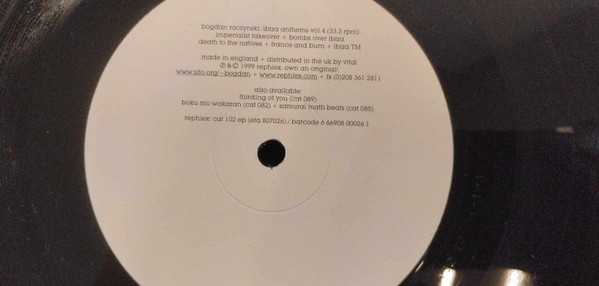 bogdan raczynski: ibiza anthems vol.4 (33.3 rpm)
imperialist takeover + bombs over ibiza
death to the natives + trance and burn + ibiza TM
made in england + distributed in the uk by vital
℗&© 1999 rephlex. own an original!
www.sito.org/~bogdan + www.rephlex.com + fx (0)208 361 2811
also available:
thinking of you (cat 089)
boku mo wakaran (cat 082) + samurai math beats (cat 085)
rephlex: cat 102 ep (efa 807026) / barcode 6 66908 00026 1